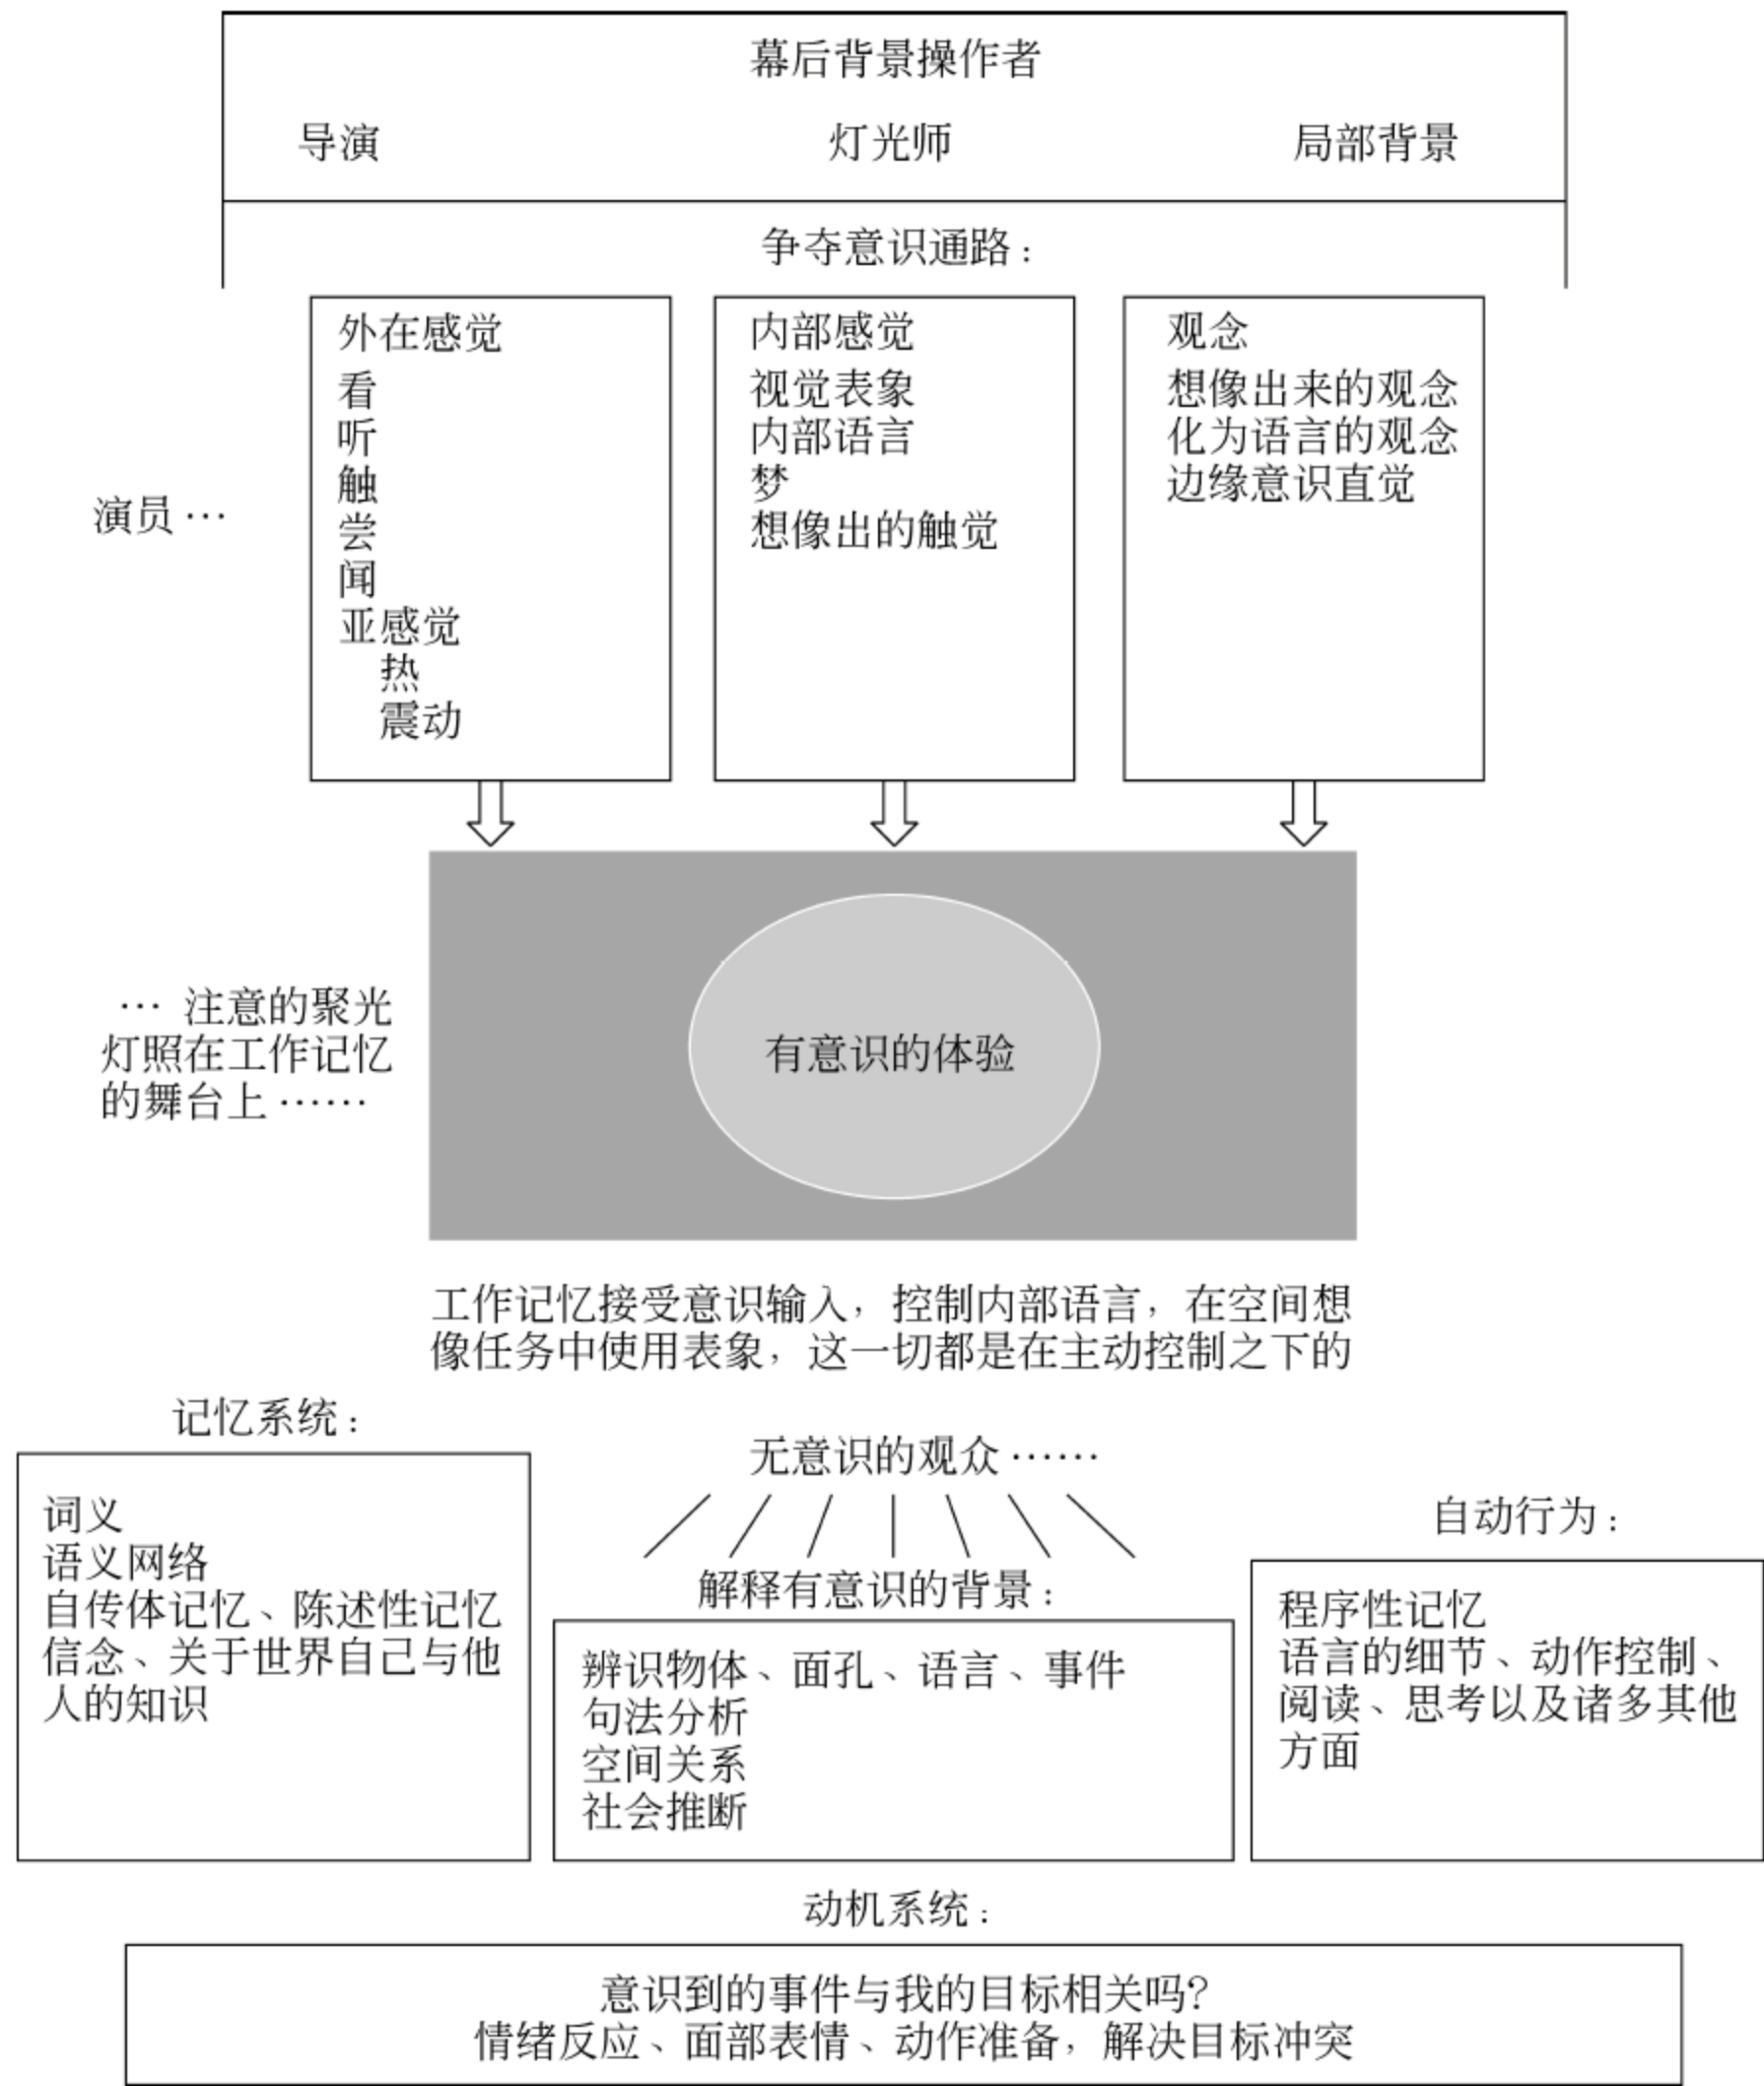 幕后背景操作者
导演 灯光师 局部背景
争夺意识通路：
演员…
外在感觉
看
听
触
尝
闻
亚感觉
热
震动
内部感觉
视觉表象
内部语言
梦
想像出的触觉
观念
想像出来的观念
化为语言的观念
边缘意识直觉
… 注意的聚光
灯照在工作记忆
的舞台上……
有意识的体验
工作记忆接受意识输入，控制内部语言，在空间想
像任务中使用表象，这一切都是在主动控制之下的
记忆系统：
词义
语义网络
自传体记忆、陈述性记忆
信念、关于世界自己与他
人的知识
无意识的观众……
解释有意识的背景：
辨识物体、面孔、语言、事件
句法分析
空间关系
社会推断
自动行为：
程序性记忆
语言的细节、动作控制、
阅读、思考以及诸多其他
方面
动机系统：
意识到的事件与我的目标相关吗？
情绪反应、面部表情、动作准备，解决目标冲突